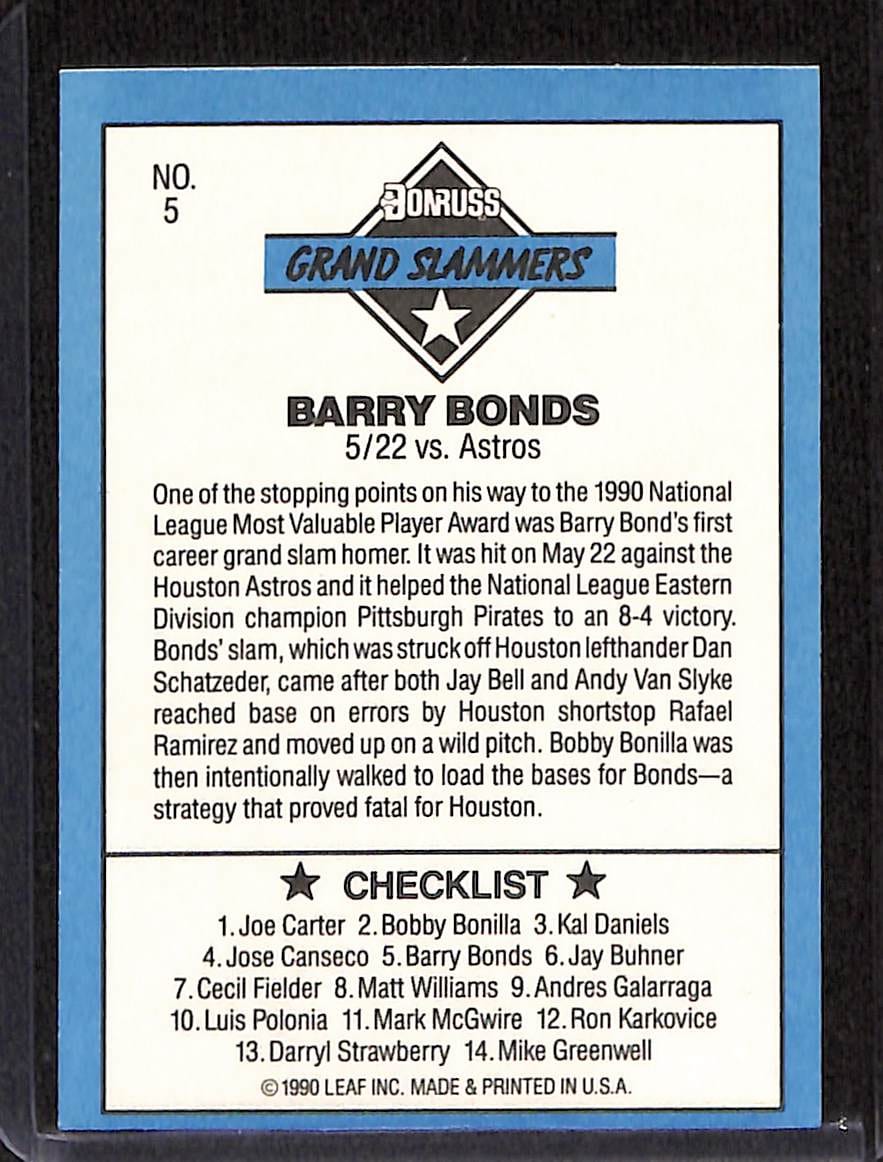 NO.
5
DONRUSS
GRAND SLAMMERS
BARRY BONDS
5/22 vs. Astros
One of the stopping points on his way to the 1990 National
League Most Valuable Player Award was Barry Bond's first
career grand slam homer. It was hit on May 22 against the
Houston Astros and it helped the National League Eastern
Division champion Pittsburgh Pirates to an 8-4 victory.
Bonds' slam, which was struck off Houston lefthander Dan
Schatzeder, came after both Jay Bell and Andy Van Slyke
reached base on errors by Houston shortstop Rafael
Ramirez and moved up on a wild pitch. Bobby Bonilla was
then intentionally walked to load the bases for Bonds—a
strategy that proved fatal for Houston.
★ CHECKLIST ★
1. Joe Carter 2. Bobby Bonilla 3. Kal Daniels
4. Jose Canseco 5. Barry Bonds 6. Jay Buhner
7. Cecil Fielder 8. Matt Williams 9. Andres Galarraga
10. Luis Polonia 11. Mark McGwire 12. Ron Karkovice
13. Darryl Strawberry 14. Mike Greenwell
©1990 LEAF INC. MADE & PRINTED IN U.S.A.